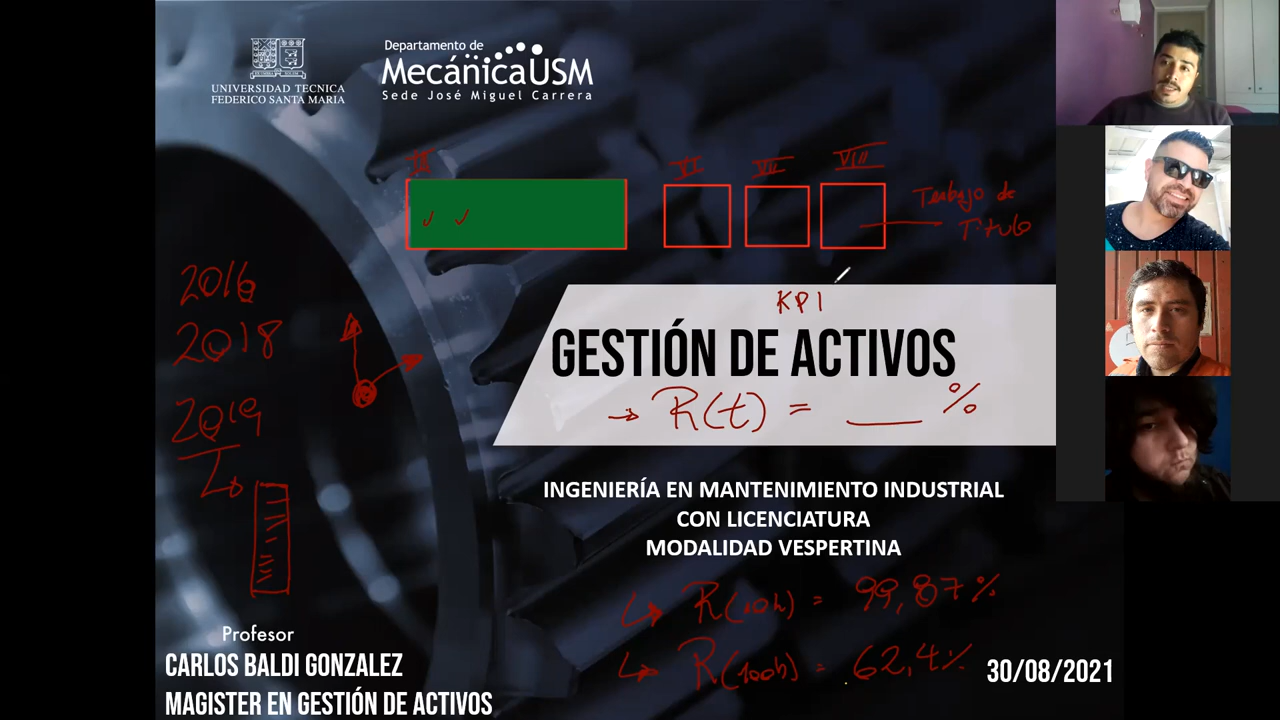 UNIVERSIDAD TECNICA
FEDERICO SANTA MARIA
Departamento de
MecánicaUSM
Sede José Miguel Carrera
VI
VII
VIII
Trabajo de
Titulo
2016
2018
2019
KPI
GESTIÓN DE ACTIVOS
→ R(t) = ___ %
INGENIERÍA EN MANTENIMIENTO INDUSTRIAL
CON LICENCIATURA
MODALIDAD VESPERTINA
R(10h) = 99,87%
R(100h) = 62,4%
Profesor
CARLOS BALDI GONZALEZ
MAGISTER EN GESTIÓN DE ACTIVOS
30/08/2021